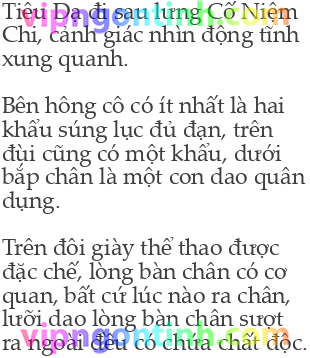 Tiêu Dạ đi sau lưng Cố Niệm
vipngontinh.com
Chi, cảnh giác nhìn động tĩnh
xung quanh.
Bên hông cô có ít nhất là hai
khẩu súng lục đủ đạn, trên
đùi cũng có một khẩu, dưới
bắp chân là một con dao quân
dụng.
Trên đôi giày thể thao được
đặc chế, lòng bàn chân có cơ
quan, bất cứ lúc nào ra chân,
lưỡi dao lòng bàn chân sượt
vipngontinh.com
ra ngoài đều có chứa chất độc.